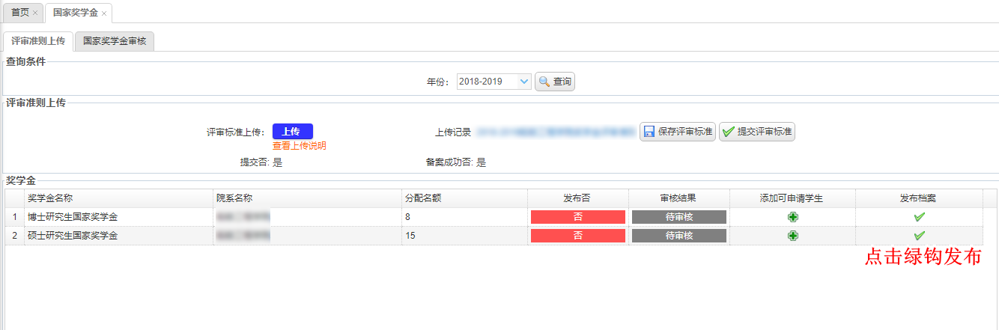 首页
国家奖学金
评审准则上传
国家奖学金审核
查询条件
年份: 2018-2019 查询
评审准则上传
评审标准上传: 上传 上传记录 保存评审标准 提交评审标准
查看上传说明
提交否: 是 备案成功否: 是
奖学金
奖学金名称 院系名称 分配名额 发布否 审核结果 添加可申请学生 发布档案
1 博士研究生国家奖学金 8 否 待审核
2 硕士研究生国家奖学金 15 否 待审核
点击绿钩发布